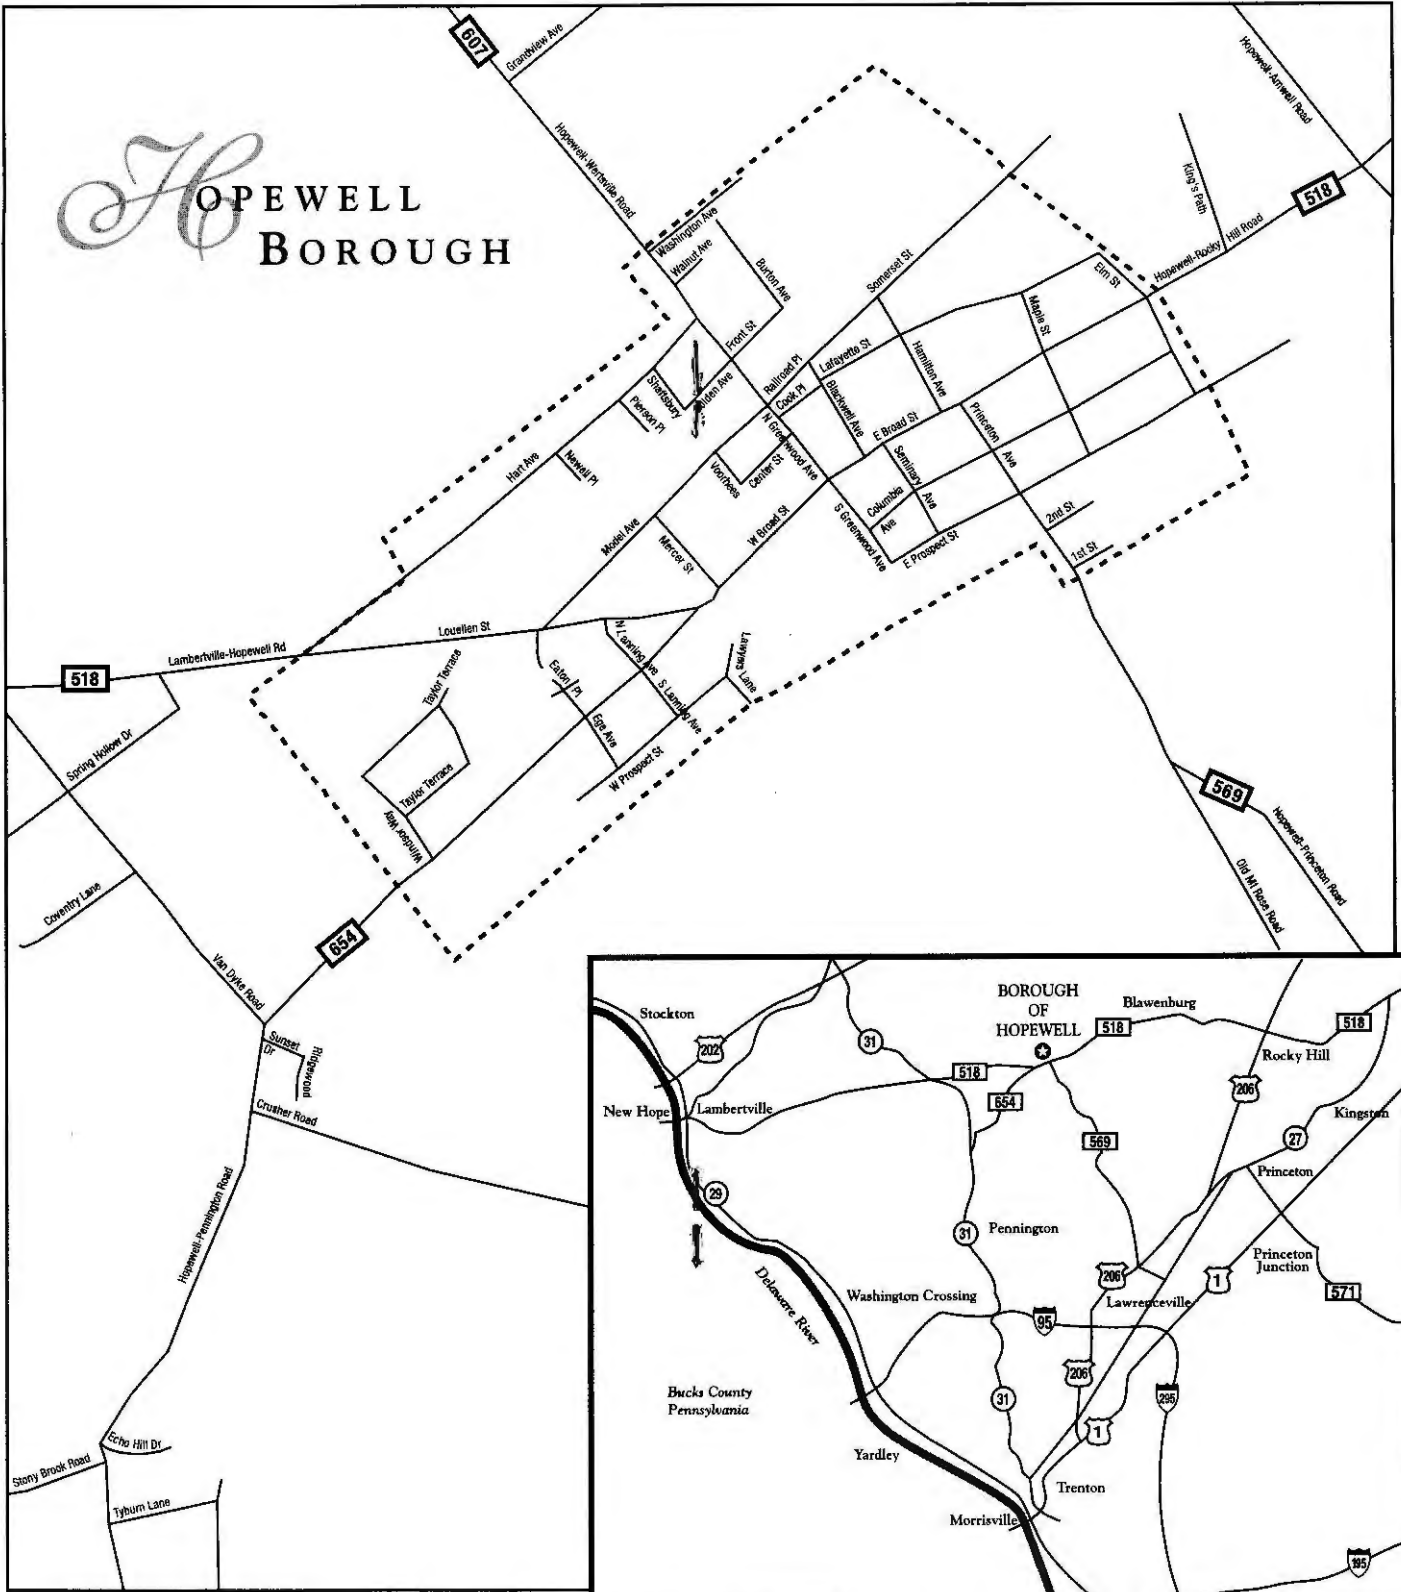 607
Grandview Ave
Hopewell-Amwell Road
HOPEWELL
BOROUGH
Hopewell-Wertsville Road
King's Path
518
Washington Ave
Walnut Ave
Burton Ave
Somerset St
Elm St
Hopewell-Rocky Hill Road
Maple St
Front St
Railroad Pl
Lafayette St
Hamilton Ave
Shaftsbury
Pierson Pl
Cook Pl
Blackwell Ave
E Broad St
Princeton Ave
Hart Ave
Newell Pl
N Greenwood Ave
Voorhees
Center St
Seminary Ave
Columbia Ave
Model Ave
Mercer St
W Broad St
S Greenwood Ave
E Prospect St
2nd St
1st St
Louellen St
Lambertville-Hopewell Rd
518
N Lanning Ave
Lawyers Lane
Taylor Terrace
Eaton Pl
S Lanning Ave
Ege Ave
W Prospect St
Spring Hollow Dr
Taylor Terrace
Windsor Way
569
Hopewell-Princeton Road
Old Mt Rose Road
Coventry Lane
654
Van Dyke Road
Sunset Dr
Ridgewood
Crusher Road
Hopewell-Pennington Road
Echo Hill Dr
Stony Brook Road
Tyburn Lane
BOROUGH
OF
HOPEWELL
Blawenburg
Stockton
202
31
518
518
Rocky Hill
518
654
206
New Hope
Lambertville
569
Kingston
27
Princeton
29
31
Pennington
Princeton
Junction
206
1
571
Delaware River
Washington Crossing
Lawrenceville
95
206
295
Bucks County
Pennsylvania
31
1
Yardley
Trenton
Morrisville
195